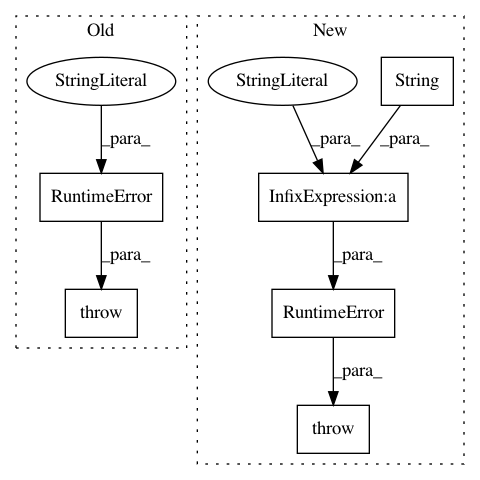 Old
New
StringLiteral
StringLiteral
String
_para_
_para_
_para_
RuntimeError
InfixExpression:a
_para_
_para_
throw
RuntimeError
_para_
throw